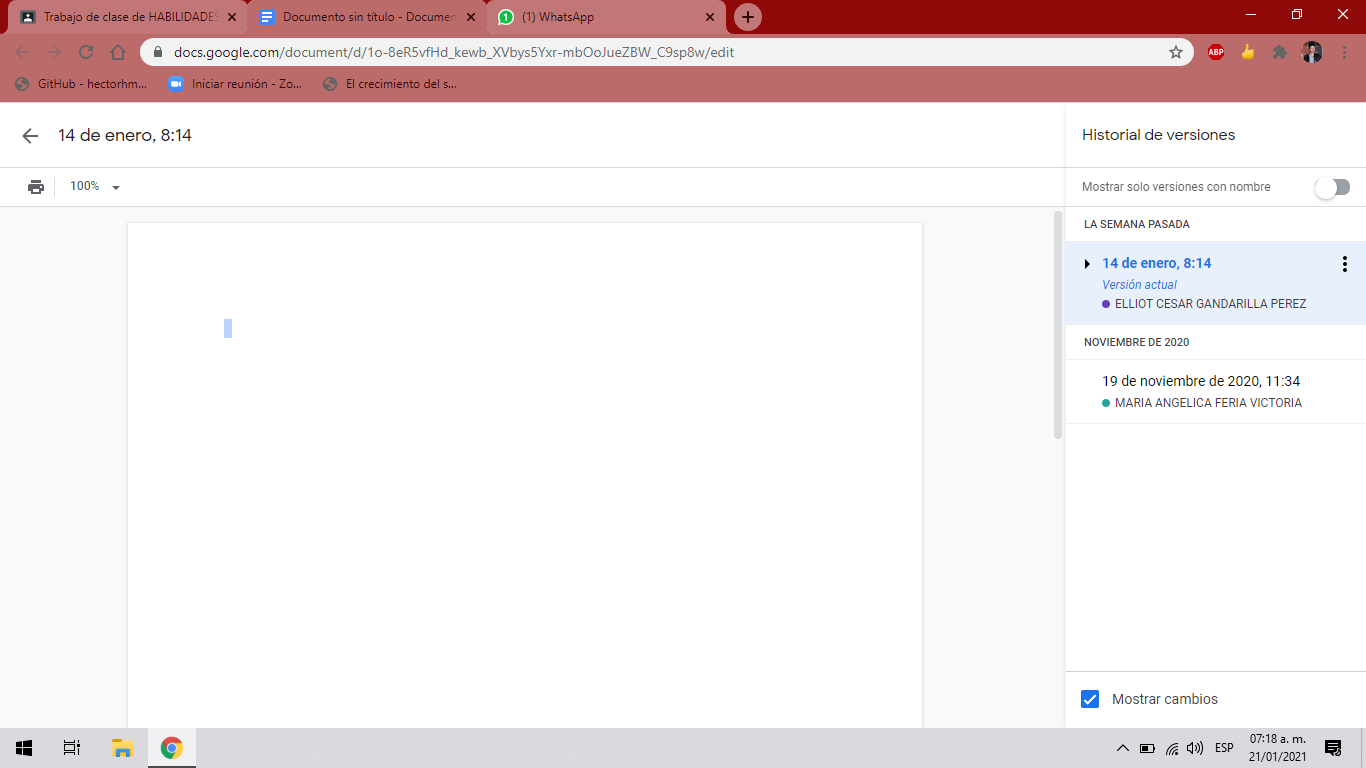 Trabajo de clase de HABILIDADES
Documento sin título - Documen
1
(1) WhatsApp
docs.google.com/document/d/1o-8eR5vfHd_kewb_XVbys5Yxr-mbOoJueZBW_C9sp8w/edit
ABP
GitHub - hectorhm...
Iniciar reunión - Zo...
El crecimiento del s...
14 de enero, 8:14
Historial de versiones
100%
Mostrar solo versiones con nombre
LA SEMANA PASADA
14 de enero, 8:14
Versión actual
ELLIOT CESAR GANDARILLA PEREZ
NOVIEMBRE DE 2020
19 de noviembre de 2020, 11:34
MARIA ANGELICA FERIA VICTORIA
Mostrar cambios
ESP
07:18 a. m.
21/01/2021